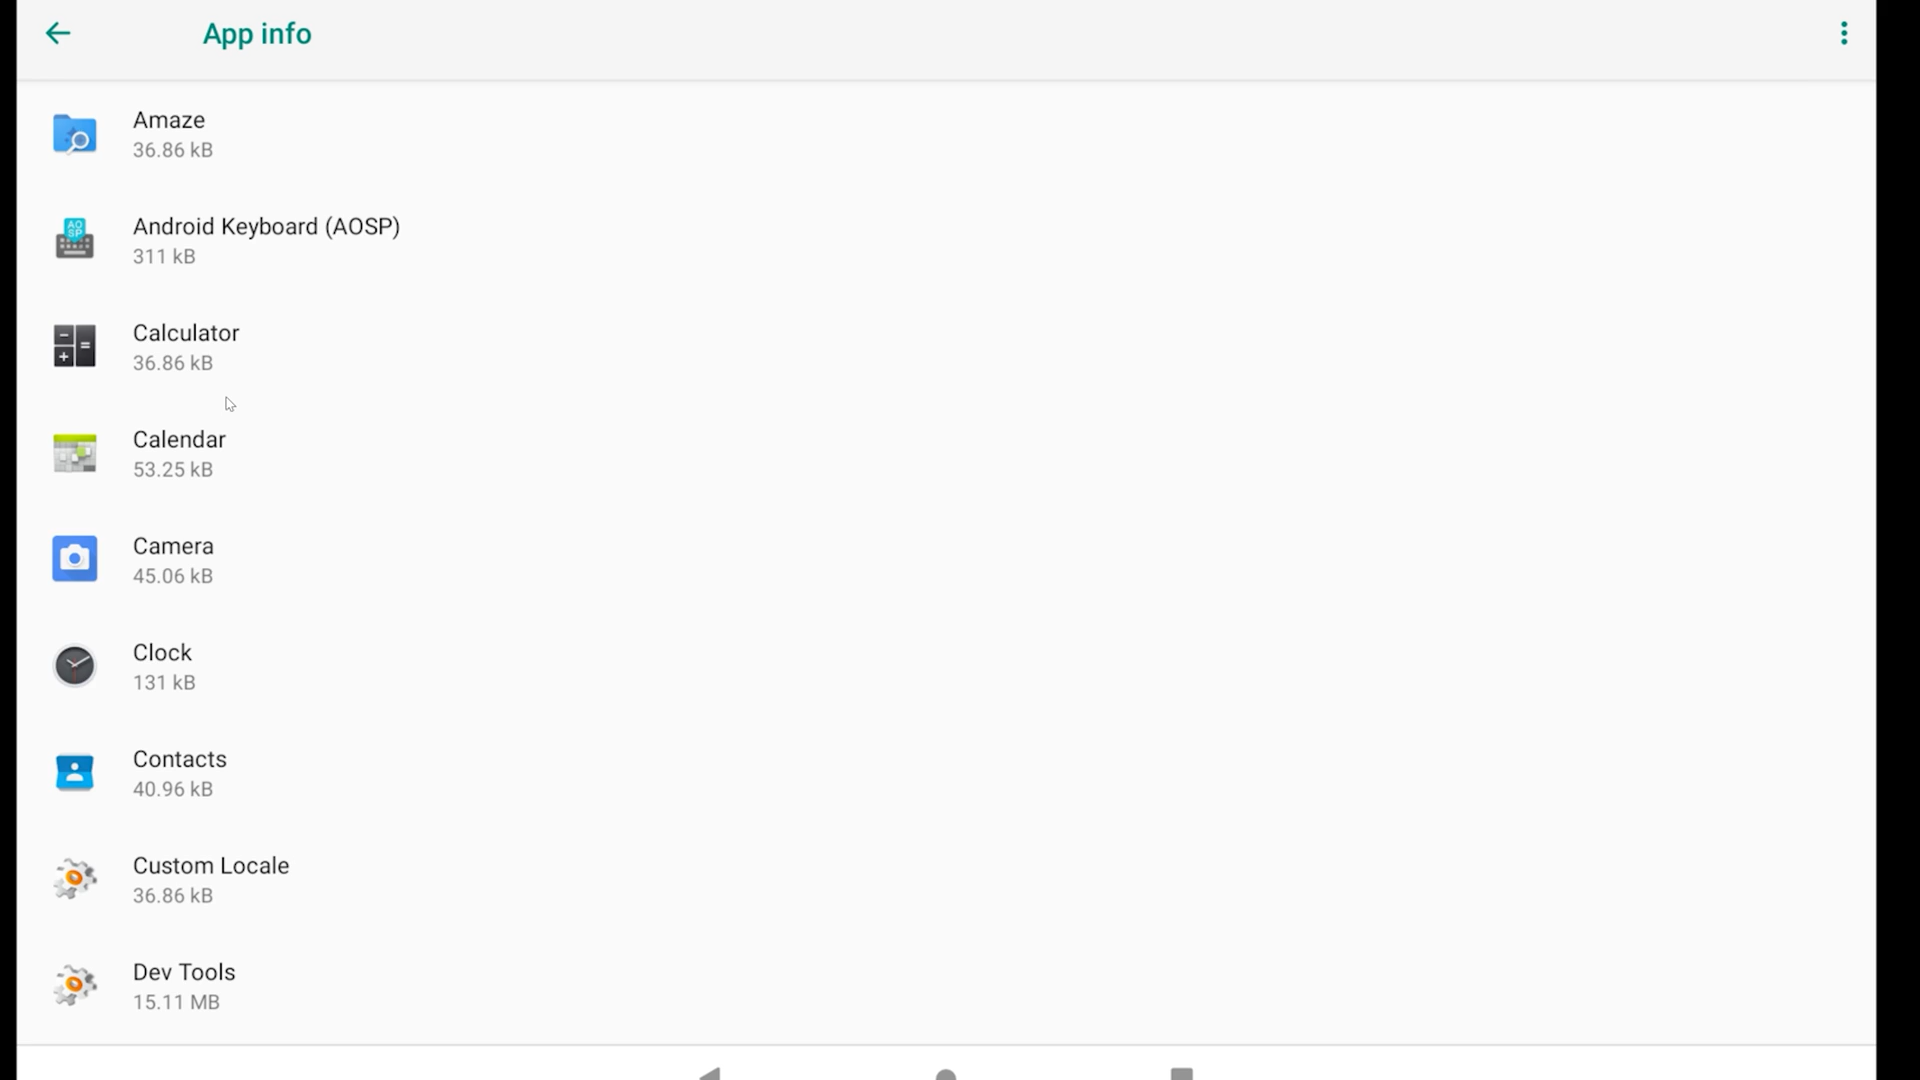 App info
Amaze
36.86 kB
AO
SP
Android Keyboard (AOSP)
311 kB
Calculator
36.86 kB
Calendar
53.25 kB
Camera
45.06 kB
Clock
131 kB
Contacts
40.96 kB
Custom Locale
36.86 kB
Dev Tools
15.11 MB